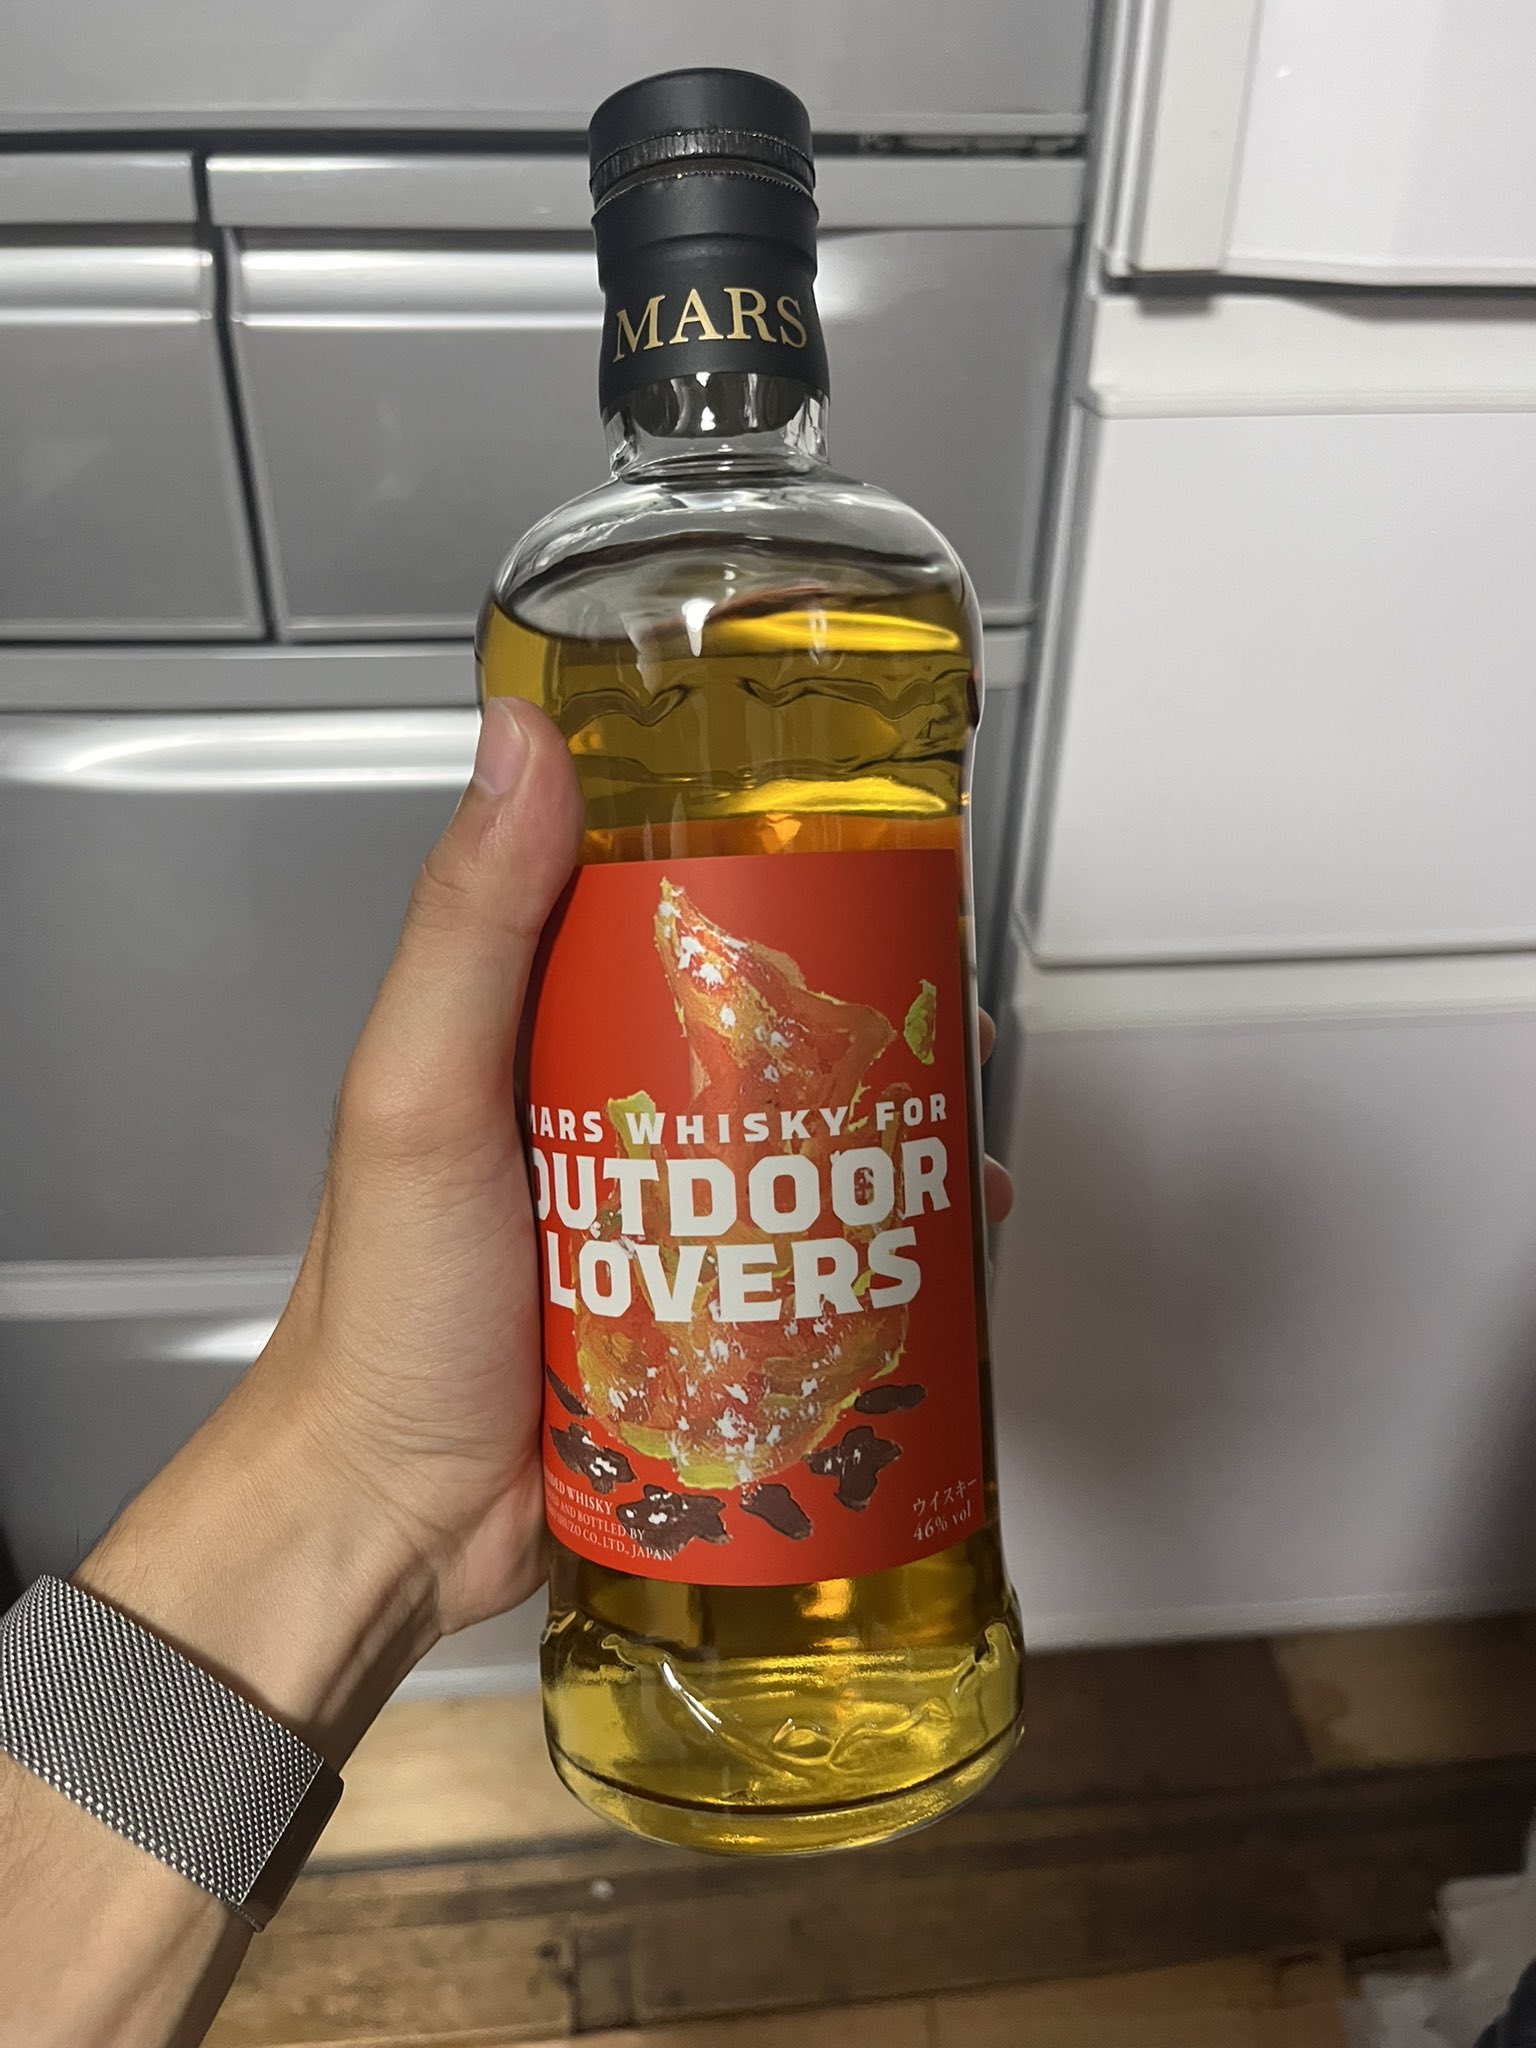 MARS
MARS WHISKY FOR
OUTDOOR
LOVERS
WHISKY
AND BOTTLED BY
CO.,LTD., JAPAN
ウイスキー
46% vol